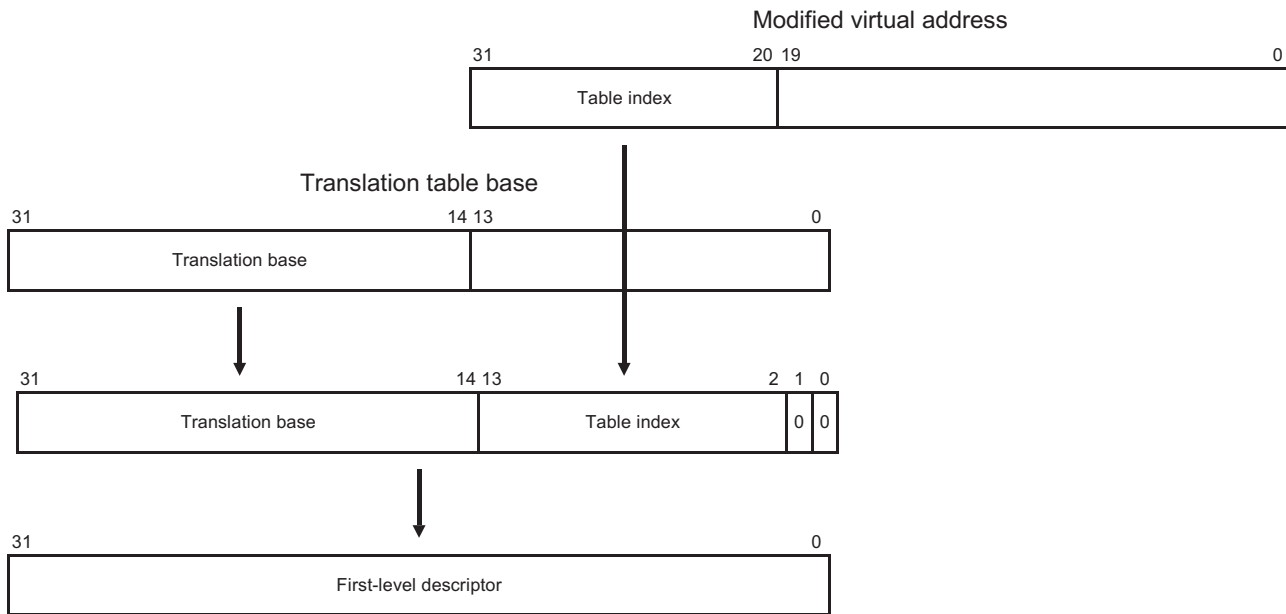 Modified virtual address
31 20 19 0
Table index
Translation table base
31 14 13 0
Translation base
31 14 13 2 1 0
Translation base Table index 0 0
31 0
First-level descriptor